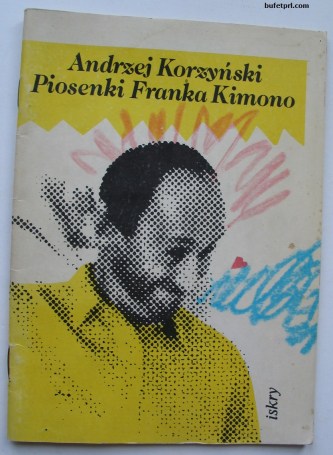 bufetprl.com
Andrzej Korzyński
Piosenki Franka Kimono
iskry